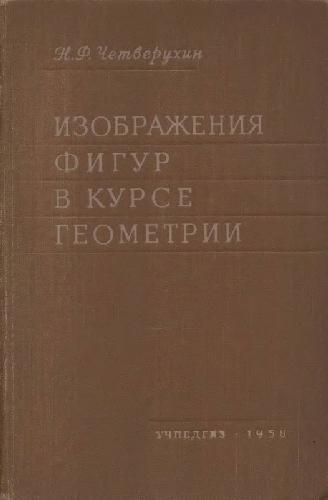 Н. Ф. Четверухин
ИЗОБРАЖЕНИЯ
ФИГУР
В КУРСЕ
ГЕОМЕТРИИ
УЧПЕДГИЗ · 1958